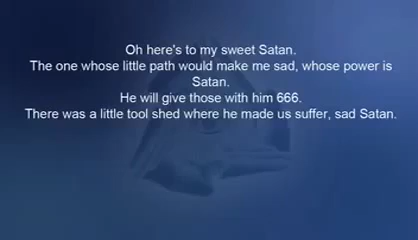 Oh here's to my sweet Satan.
The one whose little path would make me sad, whose power is
Satan.
He will give those with him 666.
There was a little tool shed where he made us suffer, sad Satan.